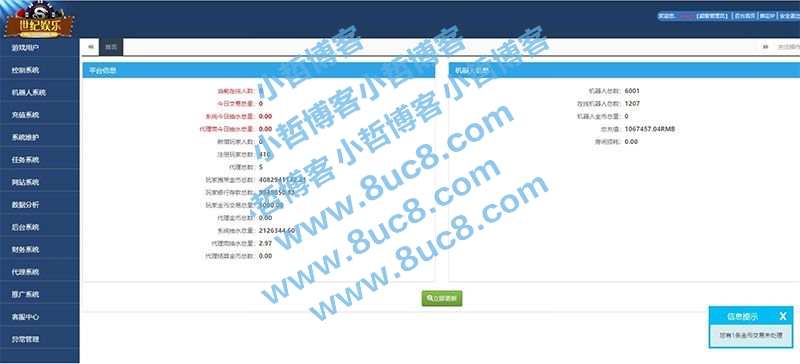 世纪娱乐
欢迎您,
[超级管理员] | 后台首页 | 绑定IP | 安全退出
游戏用户
控制系统
机器人系统
充值系统
系统维护
任务系统
网站系统
数据分析
后台系统
财务系统
代理系统
推广系统
客服中心
异常管理
首页
关闭操作
平台信息
当前在线人数: 0
今日交易总量: 0
系统今日抽水总量: 0.00
代理商今日抽水总量: 0.00
新增玩家人数: 0
注册玩家总数: 410
代理总数: 5
玩家携带金币总数:
玩家银行存款总数:
玩家金币交易总量:
代理金币总数: 0.00
系统抽水总量: 2126344.60
代理商抽水总量: 2.97
代理结算金币总数: 0.00
机器人信息
机器人总数: 6001
在线机器人总数: 1207
机器人金币总量: 0
总充值: 1067457.04RMB
房间损耗: 0.00
立即更新
信息提示 X
您有1条金币交易未处理
小哲博客
小哲博客 小哲博客
小哲博客 小哲博客
www.8uc8.com
www.8uc8.com
www.8uc8.com